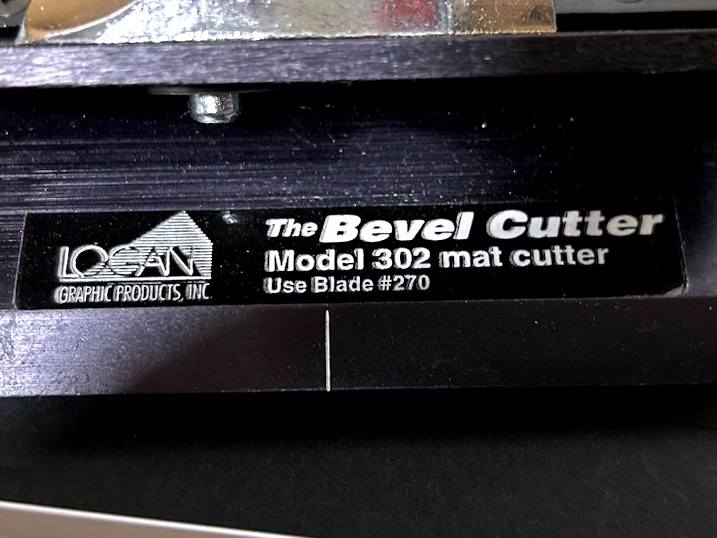 The Bevel Cutter
LOGAN
Model 302 mat cutter
GRAPHIC PRODUCTS, INC.
Use Blade #270